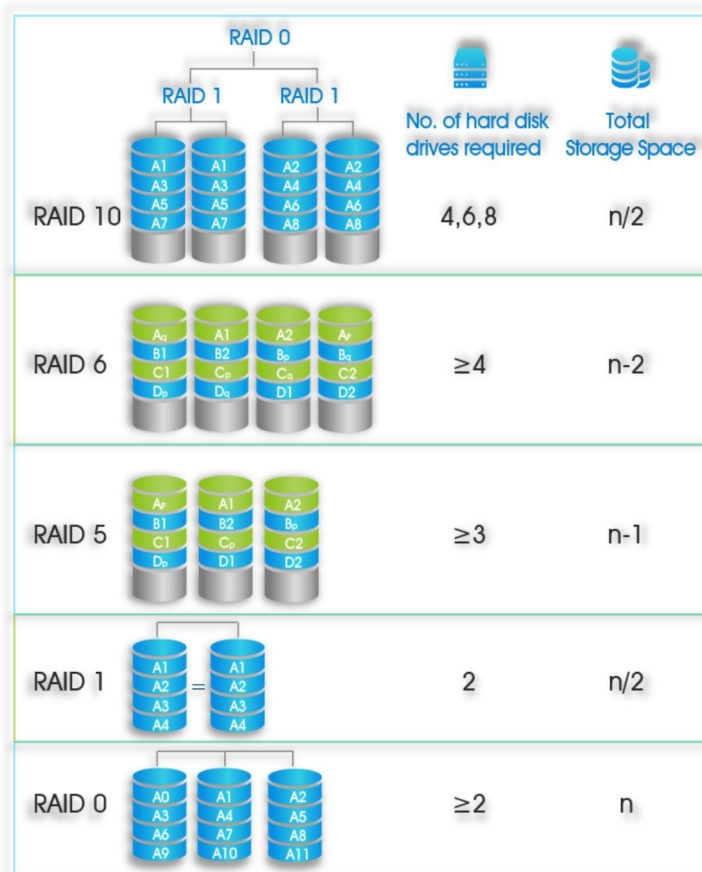 RAID 0
RAID 1 RAID 1
No. of hard disk drives required
Total Storage Space
A1 A1 A2 A2
A3 A3 A4 A4
A5 A5 A6 A6
A7 A7 A8 A8
RAID 10 4,6,8 n/2
Aq A1 A2 Ap
B1 B2 Bp Bq
C1 Cp Cq C2
Dp Dq D1 D2
RAID 6 ≥4 n-2
Ap A1 A2
B1 B2 Bp
C1 Cp C2
Dp D1 D2
RAID 5 ≥3 n-1
A1 A1
A2 = A2
A3 A3
A4 A4
RAID 1 2 n/2
A0 A1 A2
A3 A4 A5
A6 A7 A8
A9 A10 A11
RAID 0 ≥2 n